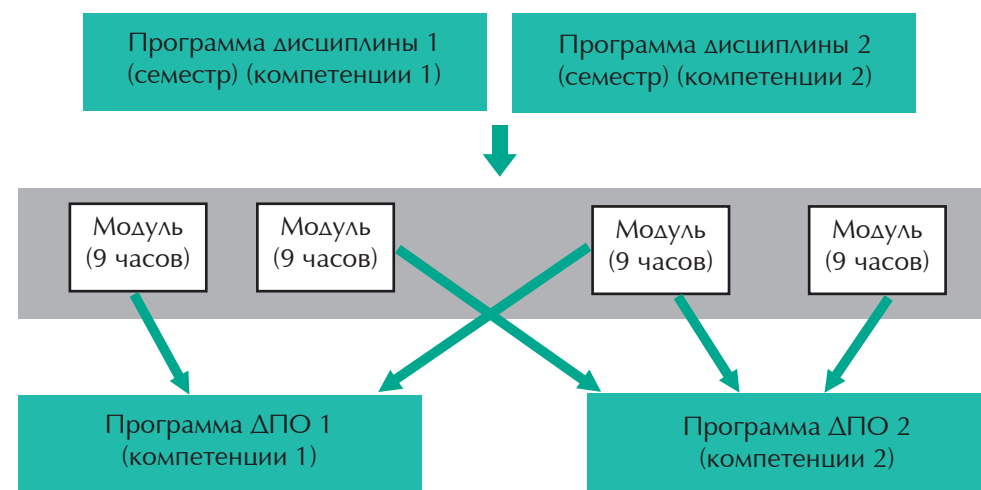 Программа дисциплины 1
(семестр) (компетенции 1)
Программа дисциплины 2
(семестр) (компетенции 2)
Модуль
(9 часов)
Модуль
(9 часов)
Модуль
(9 часов)
Модуль
(9 часов)
Программа ДПО 1
(компетенции 1)
Программа ДПО 2
(компетенции 2)